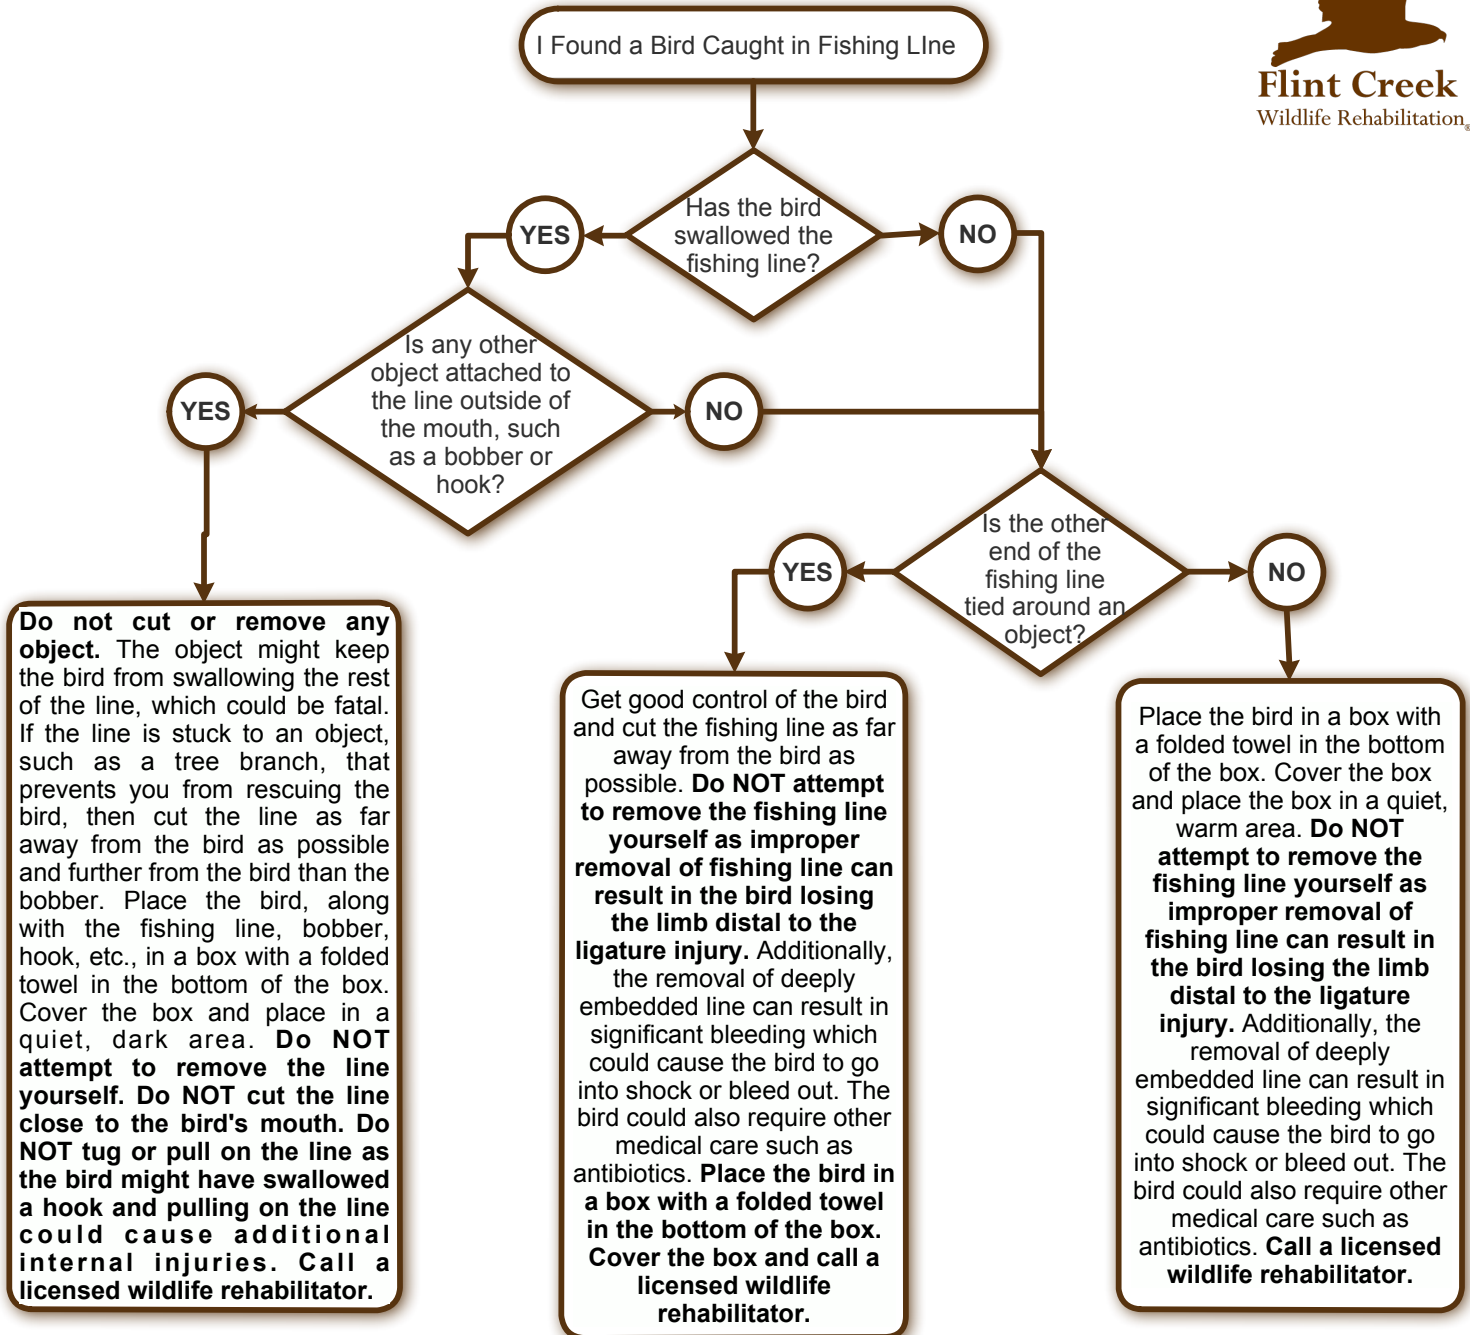 I Found a Bird Caught in Fishing LIne
Flint Creek
Wildlife Rehabilitation®
Has the bird
swallowed the
fishing line?
YES
NO
Is any other
object attached to
the line outside of
the mouth, such
as a bobber or
hook?
YES
NO
Is the other
end of the
fishing line
tied around an
object?
YES
NO
Do not cut or remove any
object. The object might keep
the bird from swallowing the rest
of the line, which could be fatal.
If the line is stuck to an object,
such as a tree branch, that
prevents you from rescuing the
bird, then cut the line as far
away from the bird as possible
and further from the bird than the
bobber. Place the bird, along
with the fishing line, bobber,
hook, etc., in a box with a folded
towel in the bottom of the box.
Cover the box and place in a
quiet, dark area. Do NOT
attempt to remove the line
yourself. Do NOT cut the line
close to the bird's mouth. Do
NOT tug or pull on the line as
the bird might have swallowed
a hook and pulling on the line
could cause additional
internal injuries. Call a
licensed wildlife rehabilitator.
Get good control of the bird
and cut the fishing line as far
away from the bird as
possible. Do NOT attempt
to remove the fishing line
yourself as improper
removal of fishing line can
result in the bird losing
the limb distal to the
ligature injury. Additionally,
the removal of deeply
embedded line can result in
significant bleeding which
could cause the bird to go
into shock or bleed out. The
bird could also require other
medical care such as
antibiotics. Place the bird in
a box with a folded towel
in the bottom of the box.
Cover the box and call a
licensed wildlife
rehabilitator.
Place the bird in a box with
a folded towel in the bottom
of the box. Cover the box
and place the box in a quiet,
warm area. Do NOT
attempt to remove the
fishing line yourself as
improper removal of
fishing line can result in
the bird losing the limb
distal to the ligature
injury. Additionally, the
removal of deeply
embedded line can result in
significant bleeding which
could cause the bird to go
into shock or bleed out. The
bird could also require other
medical care such as
antibiotics. Call a licensed
wildlife rehabilitator.